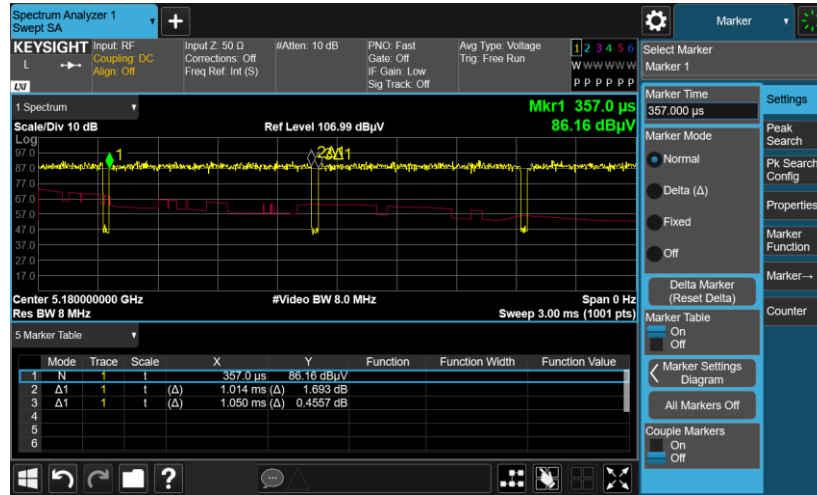 Spectrum Analyzer 1
Swept SA
Marker
KEYSIGHT
L
LXI
Input: RF
Coupling: DC
Align: Off
Input Z: 50 Ω
Corrections: Off
Freq Ref: Int (S)
#Atten: 10 dB
PNO: Fast
Gate: Off
IF Gain: Low
Sig Track: Off
Avg Type: Voltage
Trig: Free Run
1 2 3 4 5 6
W W W W W W
P P P P P P
1 Spectrum
Mkr1 357.0 µs
Scale/Div 10 dB
Ref Level 106.99 dBµV
86.16 dBµV
Log
97.0
87.0
77.0
67.0
57.0
47.0
37.0
27.0
17.0
1
Center 5.180000000 GHz
#Video BW 8.0 MHz
Span 0 Hz
Res BW 8 MHz
Sweep 3.00 ms (1001 pts)
5 Marker Table
Mode Trace Scale X Y Function Function Width Function Value
1 N 1 t 357.0 µs 86.16 dBµV
2 Δ1 1 t (Δ) 1.014 ms (Δ) 1.693 dB
3 Δ1 1 t (Δ) 1.050 ms (Δ) 0.4557 dB
4
5
6
Select Marker
Marker 1
Marker Time
357.000 µs
Marker Mode
Normal
Delta (Δ)
Fixed
Off
Delta Marker
(Reset Delta)
Marker Table
On
Off
Marker Settings
Diagram
All Markers Off
Couple Markers
On
Off
Settings
Peak
Search
Pk Search
Config
Properties
Marker
Function
Marker→
Counter
?